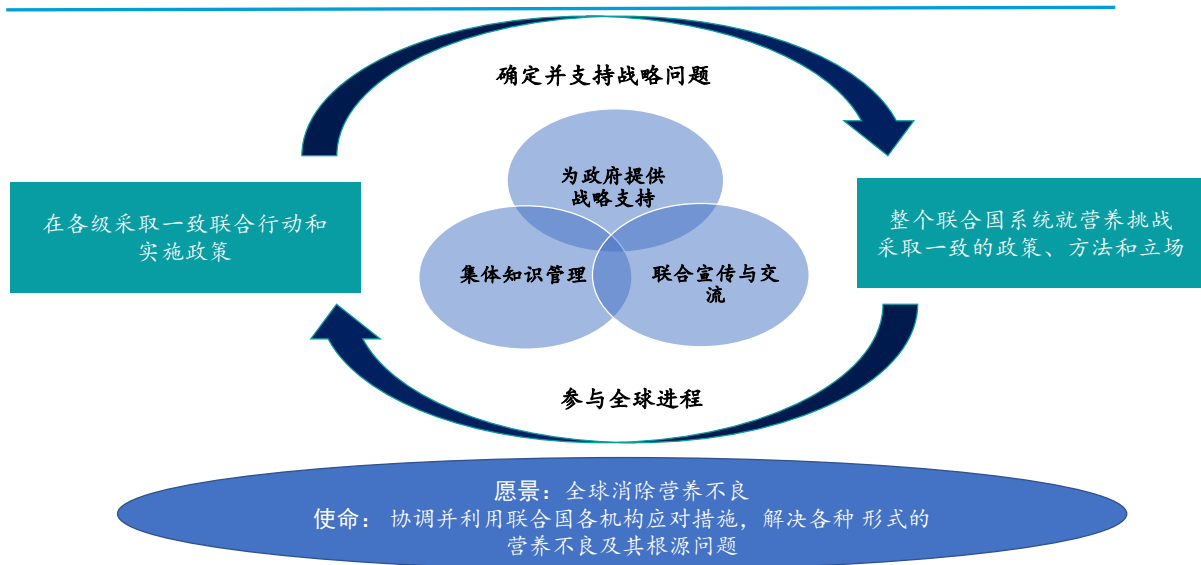 确定并支持战略问题
为政府提供
战略支持
在各级采取一致联合行动和
实施政策
整个联合国系统就营养挑战
采取一致的政策、方法和立场
集体知识管理
联合宣传与交
流
参与全球进程
愿景：全球消除营养不良
使命： 协调并利用联合国各机构应对措施，解决各种 形式的
营养不良及其根源问题